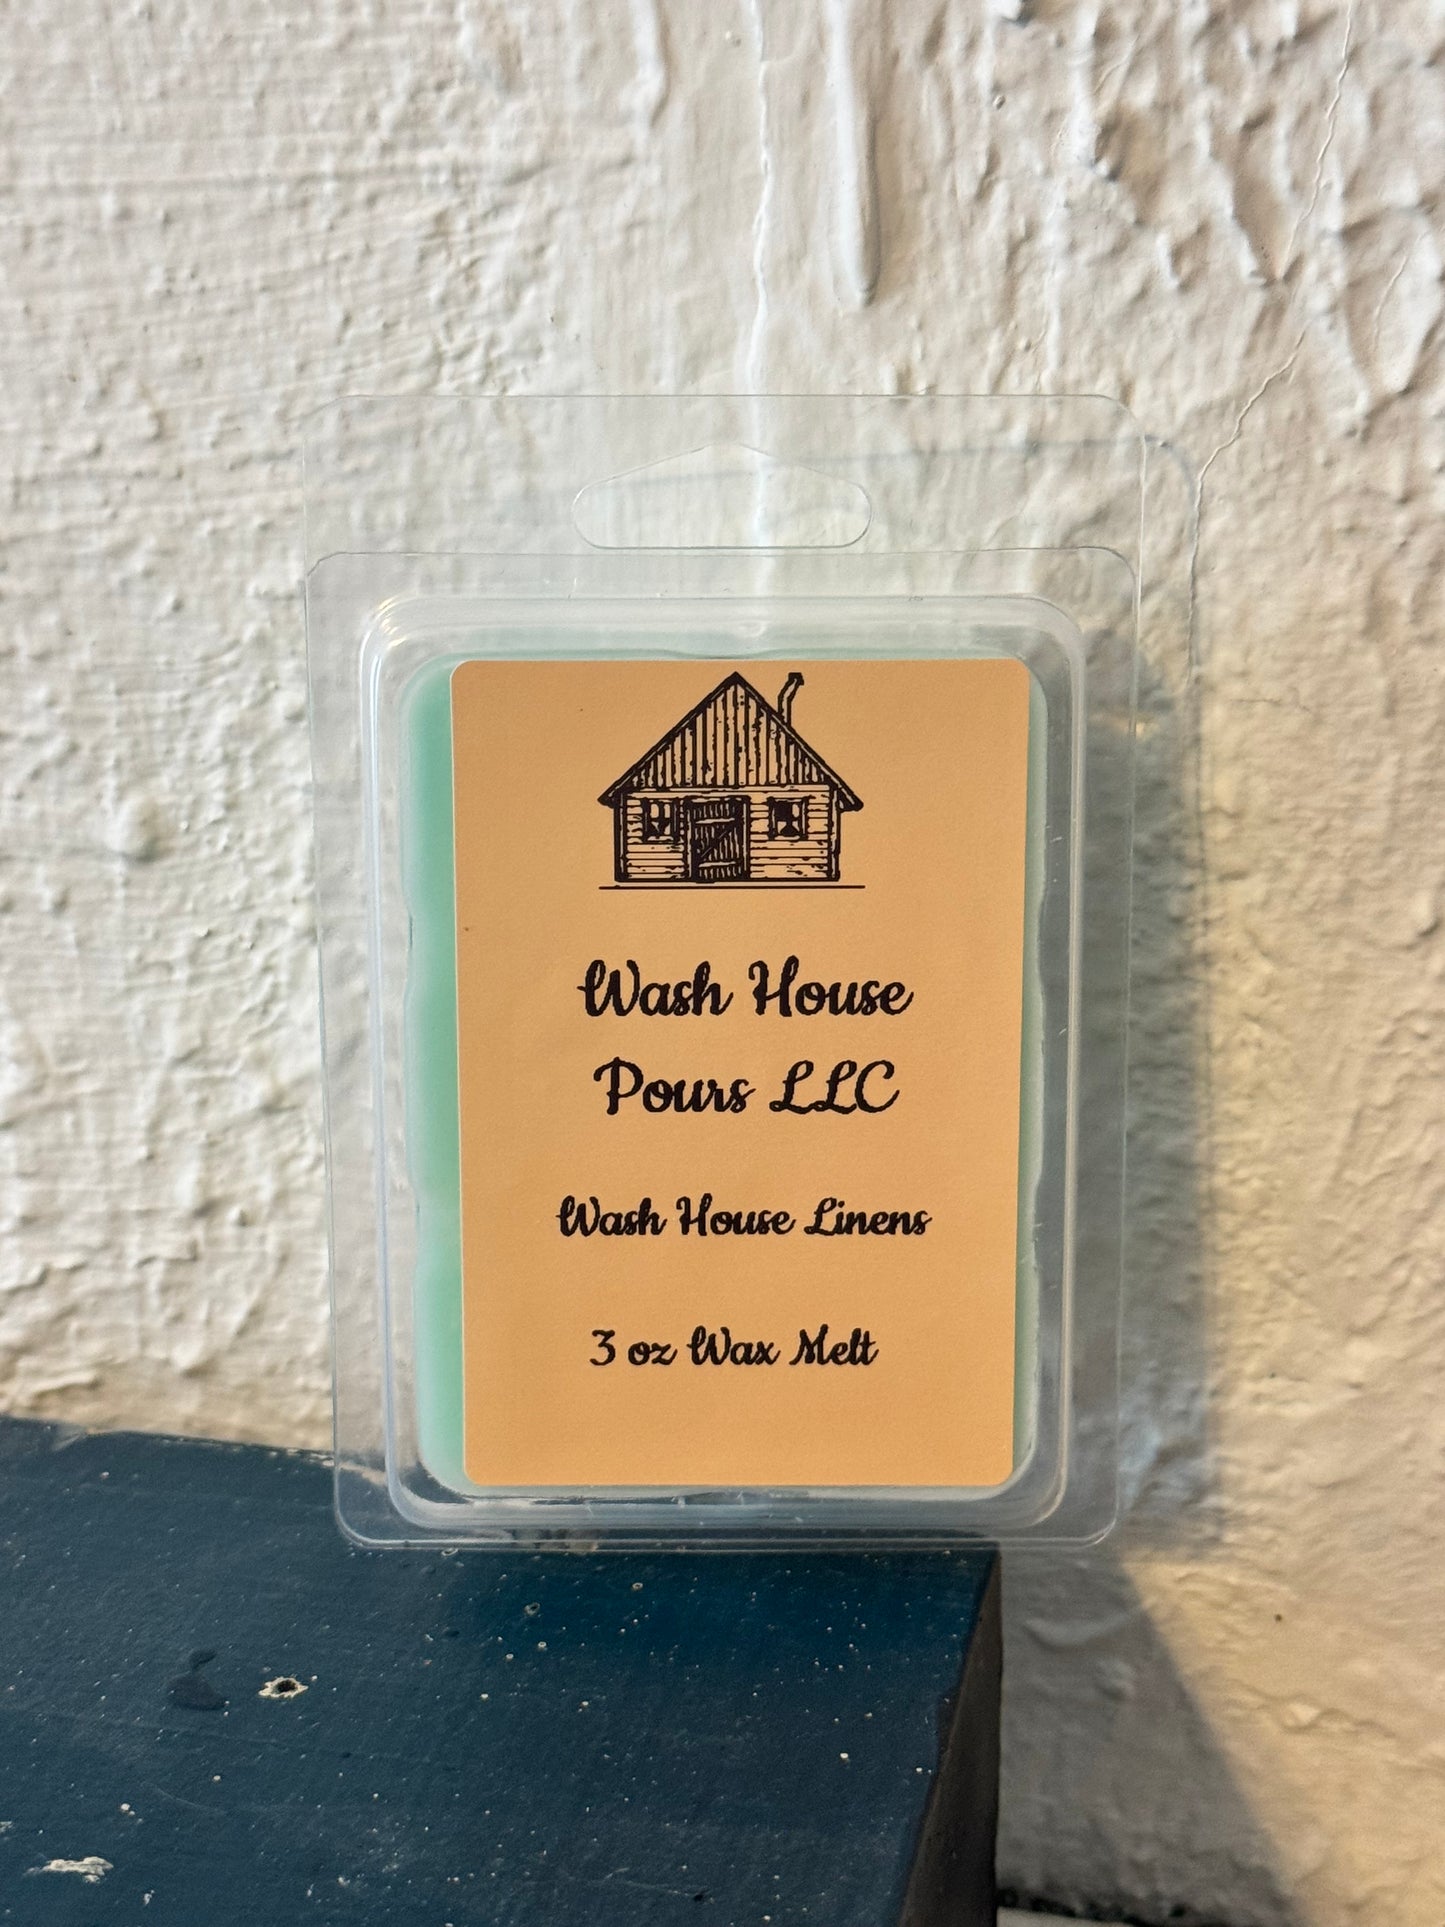 Wash House
Pours LLC
Wash House Linens
3 oz Wax Melt